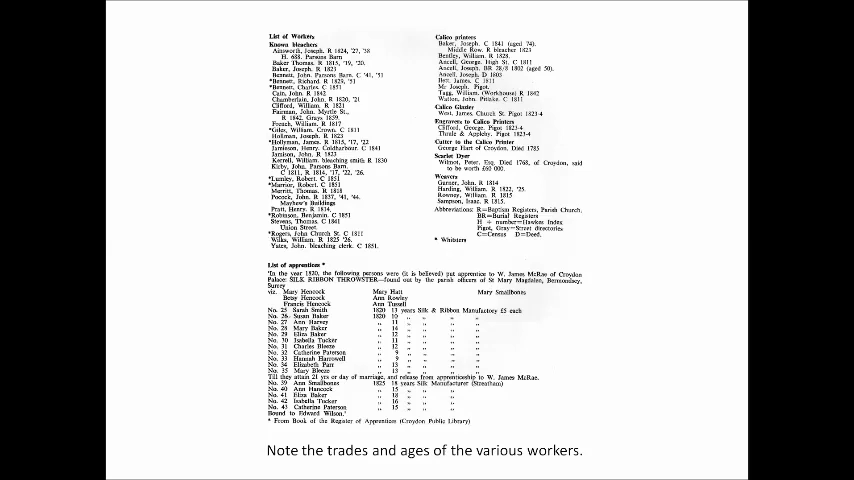 List of Workers
Known bleachers
Ainsworth, Joseph. R 1824, '27, '38
H. 688. Parsons Barn
Baker Thomas. R 1815, '19, '20.
Baker, Joseph. R 1821
Bennett, John. Parsons Barn. C '41, '51
*Bennett, Richard. R 1829, '51
*Bennett, Charles. C 1851
Cain, John. R 1842
Chamberlain, John. R 1820, '21
Clifford, William. R 1821
Fairman, John. Myrtle St.,
R 1842. Grays 1859.
French, William. R 1817
*Giles, William. Crown. C 1811
Hollman, Joseph. R 1823
*Hollyman, James. R 1815, '17, '22
Jamieson, Henry. Coldharbour. C 1841
Jamison, John. R 1823
Kerrell, William. bleaching smith R 1830
Kirby, John. Parsons Barn.
C 1811, R 1814, '17, '22, '26.
*Lumley, Robert. C 1851
*Marrior, Robert. C 1851
Merritt, Thomas. R 1818
Pocock, John. R 1837, '41, '44.
Mayhew's Buildings
Pratt, Henry. R 1814.
*Robinson, Benjamin. C 1851
Stevens, Thomas. C 1861
Union Street.
*Rogers, John Church St. C 1811
Wilks, William. R 1825 '26.
Yates, John. bleaching clerk. C 1851.
Calico printers
Baker, Joseph. C 1841 (aged 74).
Middle Row. R bleacher 1823
Bentley, William. R 1828.
Ancell, George. High St. C 1811
Ancell, Joseph. BR 28/8 1802 (aged 50).
Ancell, Joseph. D 1803
Ilett, James. C 1811
Mr Joseph. Pigot.
Tagg, William. (Workhouse) R 1842
Watton, John. Pitlake. C 1811.
Calico Glazier
West, James. Church St. Pigot 1823-4
Engravers to Calico Printers
Clifford, George. Pigot 1823-4
Thrale & Appleby. Pigot 1823-4
Cutter to the Calico Printer
George Hart of Croydon. Died 1785
Scarlet Dyer
Wilmot, Peter, Esq. Died 1768, of Croydon, said
to be worth £60 000.
Weavers
Garner, John. R 1814
Harding, William. R 1822, '25.
Rowney, William. R 1815
Sampson, Isaac. R 1815.
Abbreviations: R=Baptism Registers, Parish Church.
BR=Burial Registers
H + number=Hawkes Index
Pigot, Gray=Street directories
C=Census D=Deed.
* Whitsters
List of apprentices *
'In the year 1820, the following persons were (it is believed) put apprentice to W. James McRae of Croydon
Palace: SILK RIBBON THROWSTER—found out by the parish officers of St Mary Magdalen, Bermondsey,
Surrey
viz. Mary Hencock Mary Hatt Mary Smallbones
Betsy Hencock Ann Rowley
Francis Hencock Ann Tussell
No. 25 Sarah Smith 1820 13 years Silk & Ribbon Manufactory £5 each
No. 26 Susan Baker 1820 10 ,, ,, ,, ,,
No. 27 Ann Harvey ,, 11 ,, ,, ,, ,,
No. 28 Mary Baker ,, 14 ,, ,, ,, ,,
No. 29 Eliza Baker ,, 12 ,, ,, ,, ,,
No. 30 Isabella Tucker ,, 11 ,, ,, ,, ,,
No. 31 Charles Bleeze ,, 12 ,, ,, ,, ,,
No. 32 Catherine Paterson ,, 9 ,, ,, ,, ,,
No. 33 Hannah Harrowell ,, 9 ,, ,, ,, ,,
No. 34 Elizabeth Parr ,, 13 ,, ,, ,, ,,
No. 35 Mary Bleeze ,, 13 ,, ,, ,, ,,
Till they attain 21 yrs or day of marriage, and release from apprenticeship to W. James McRae.
No. 39 Ann Smallbones 1825 18 years Silk Manufacturer (Streatham)
No. 40 Ann Hancock ,, 15 ,, ,, ,,
No. 41 Eliza Baker ,, 18 ,, ,, ,,
No. 42 Isabella Tucker ,, 16 ,, ,, ,,
No. 43 Catherine Paterson ,, 15 ,, ,, ,,
Bound to Edward Wilson.'
* From Book of the Register of Apprentices (Croydon Public Library)
Note the trades and ages of the various workers.